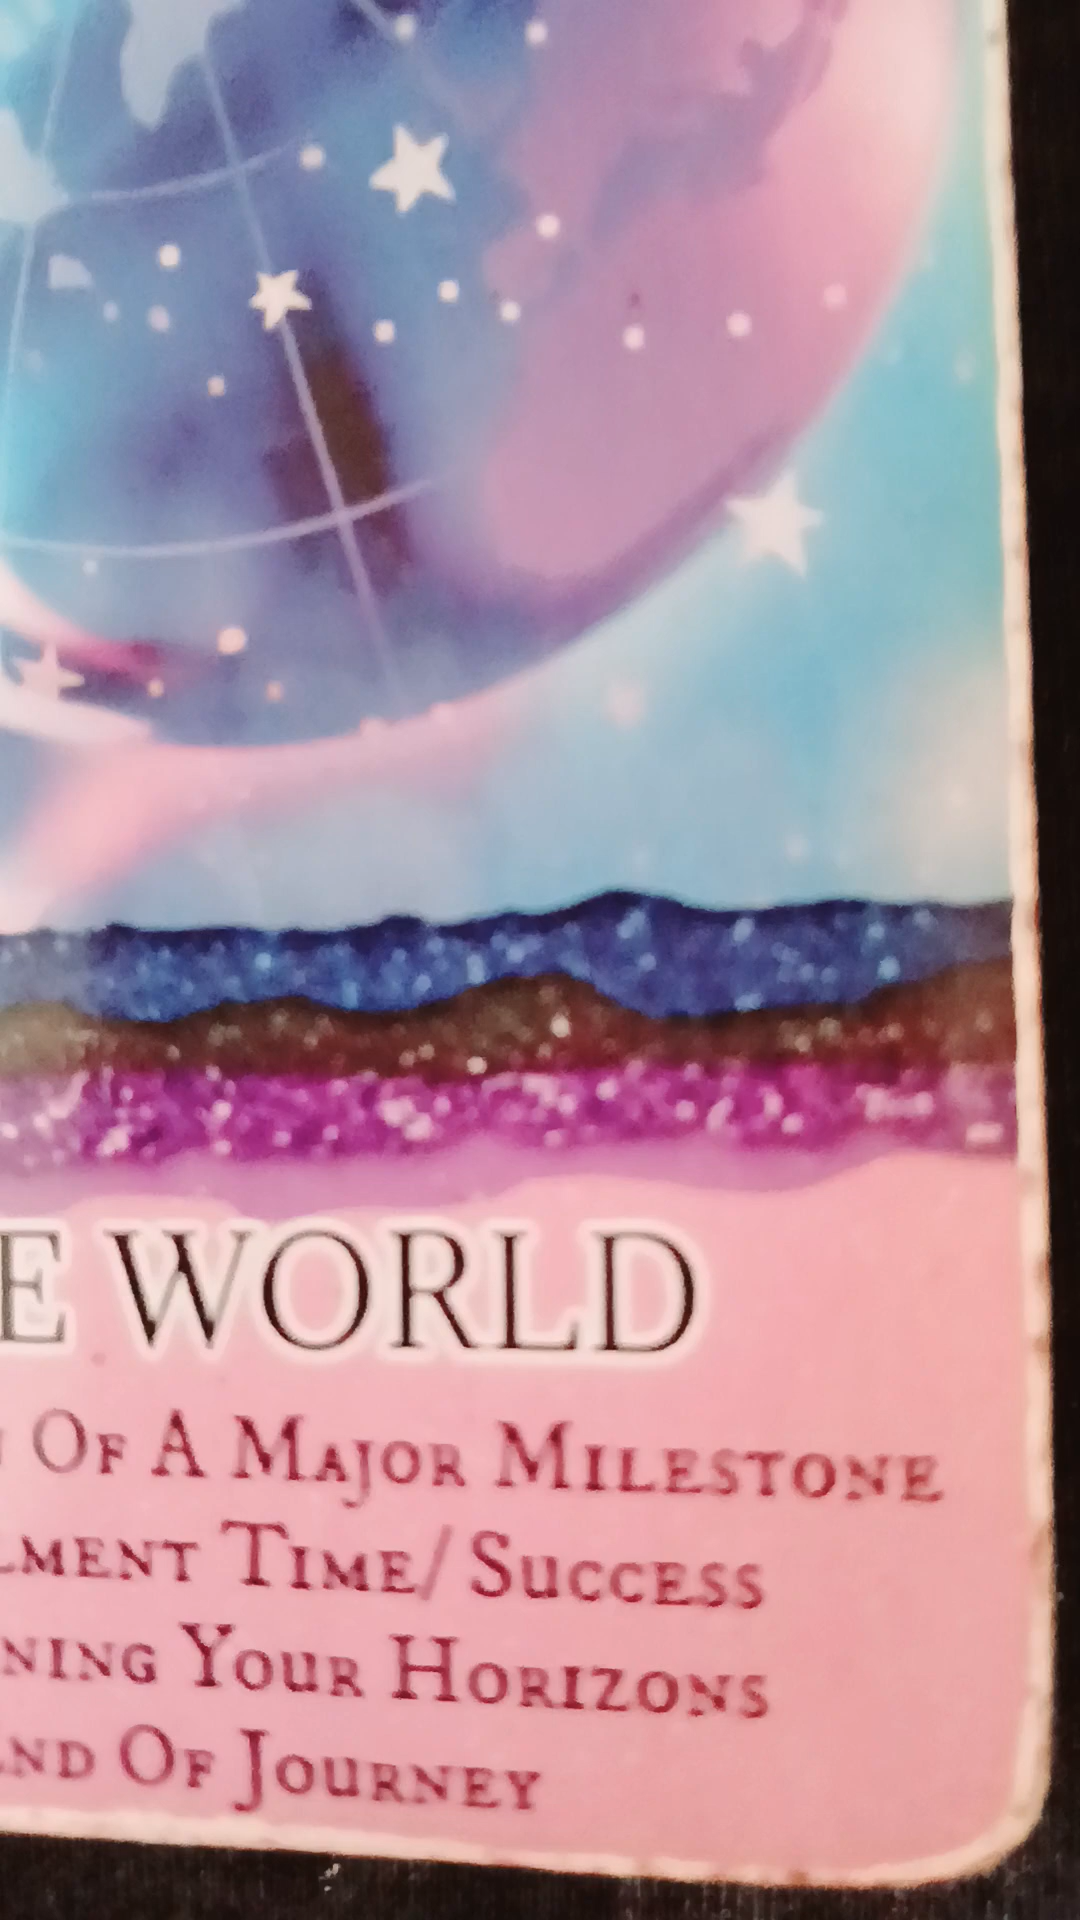 E WORLD
OF A MAJOR MILESTONE
LMENT TIME/ SUCCESS
NING YOUR HORIZONS
ND OF JOURNEY